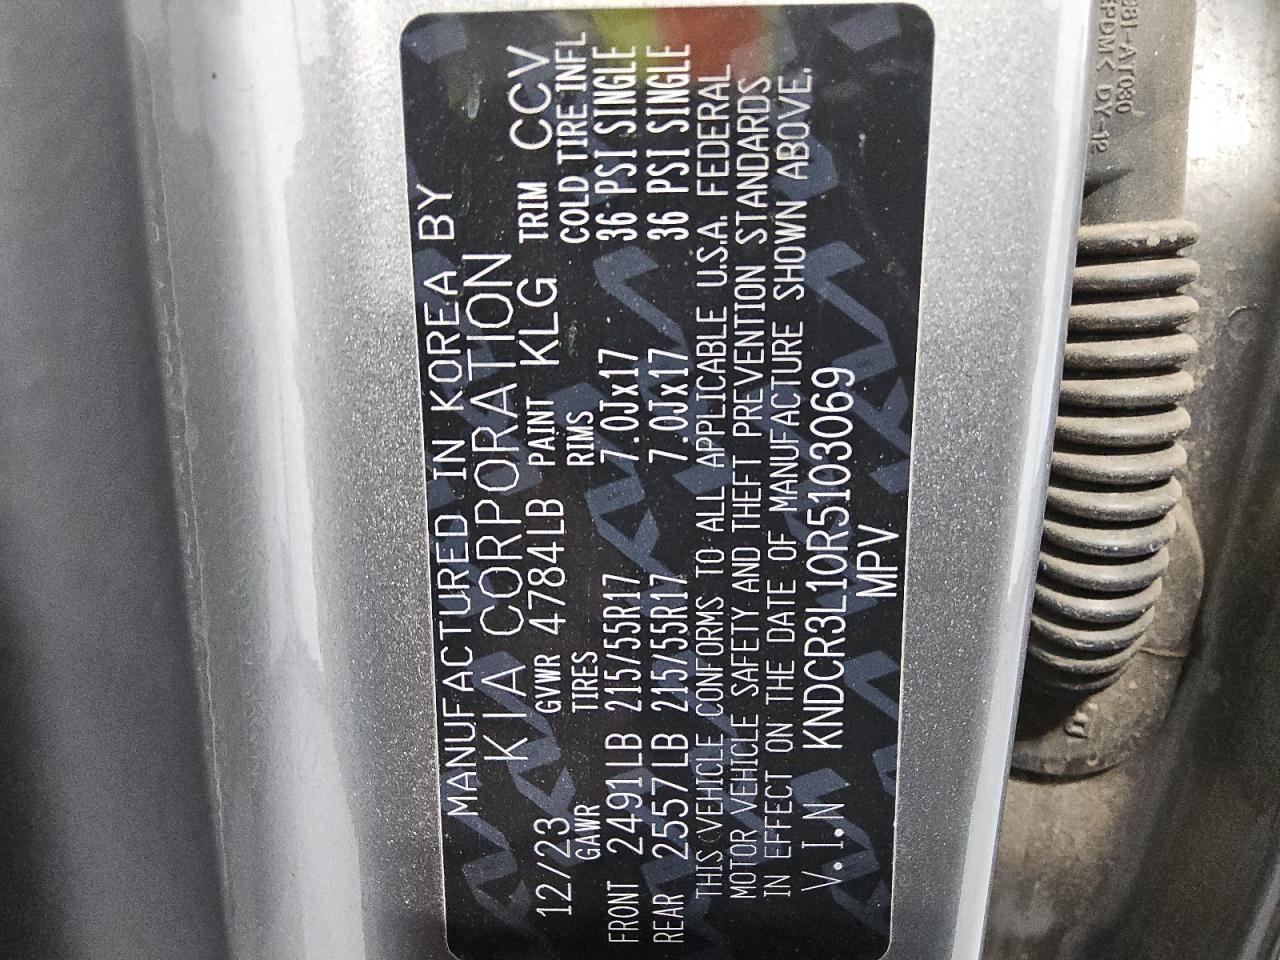 MANUFACTURED IN KOREA BY
KIA CORPORATION
12/23 GVWR 4784LB PAINT KLG TRIM CCV
GAWR TIRES RIMS COLD TIRE INFL
FRONT 2491LB 215/55R17 7.0Jx17 36 PSI SINGLE
REAR 2557LB 215/55R17 7.0Jx17 36 PSI SINGLE
THIS VEHICLE CONFORMS TO ALL APPLICABLE U.S.A. FEDERAL
MOTOR VEHICLE SAFETY AND THEFT PREVENTION STANDARDS
IN EFFECT ON THE DATE OF MANUFACTURE SHOWN ABOVE.
V.I.N KNDCR3L10R5103069
MPV